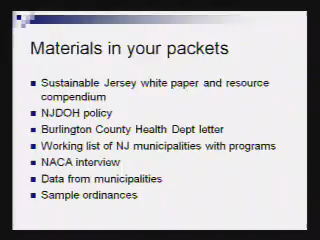 Materials in your packets
Sustainable Jersey white paper and resource
compendium
NJDOH policy
Burlington County Health Dept letter
Working list of NJ municipalities with programs
NACA interview
Data from municipalities
Sample ordinances